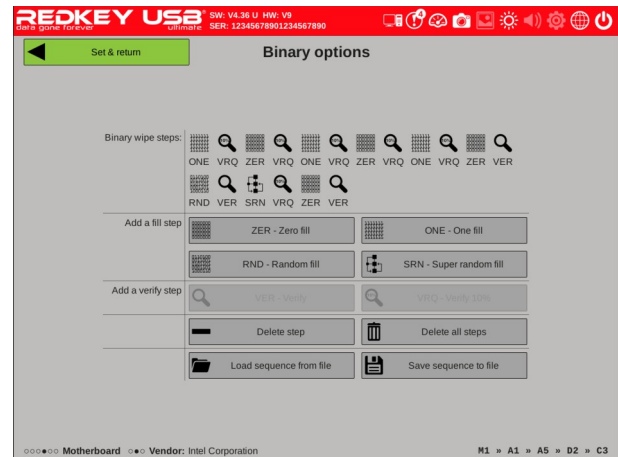 REDKEY USB®
data gone forever ultimate
SW: V4.36 U HW: V9
SER: 12345678901234567890
Set & return
Binary options
Binary wipe steps:
ONE VRQ ZER VRQ ONE VRQ ZER VRQ ONE VRQ ZER VER
RND VER SRN VRQ ZER VER
Add a fill step
ZER - Zero fill
ONE - One fill
RND - Random fill
SRN - Super random fill
Add a verify step
VER - Verify
VRQ - Verify 10%
Delete step
Delete all steps
Load sequence from file
Save sequence to file
Motherboard Vendor: Intel Corporation
M1 » A1 » A5 » D2 » C3